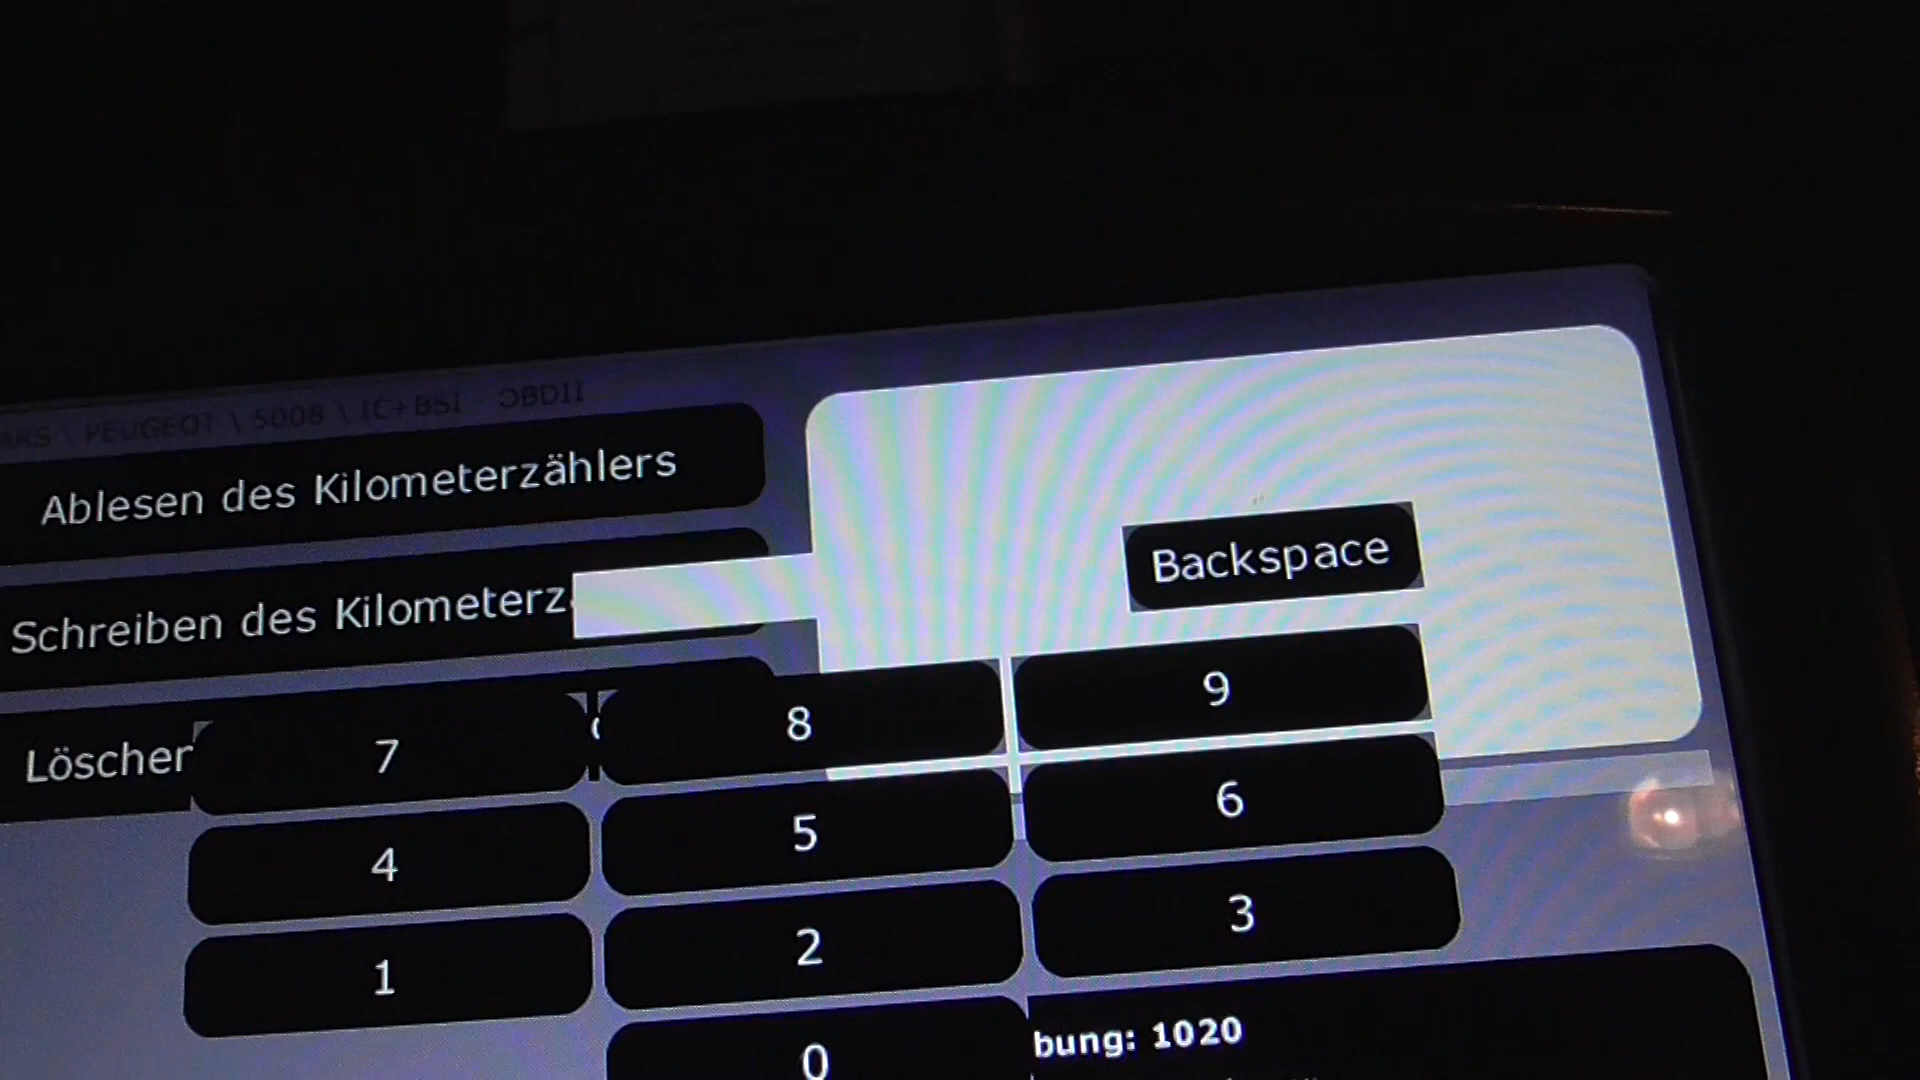 ARS \ PEUGEOT \ 5008 \ IC+BSI - OBDII
Ablesen des Kilometerzählers
Backspace
Schreiben des Kilometerz
Löscher
7 8 9
4 5 6
1 2 3
0
bung: 1020